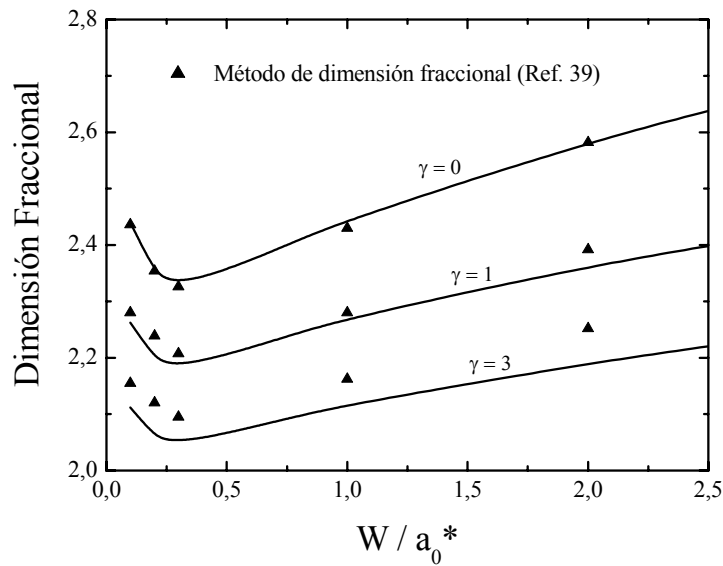 2,8
Método de dimensión fraccional (Ref. 39)
2,6
γ = 0
2,4
γ = 1
2,2
γ = 3
2,0
0,0 0,5 1,0 1,5 2,0 2,5
Dimensión Fraccional
W / a₀*